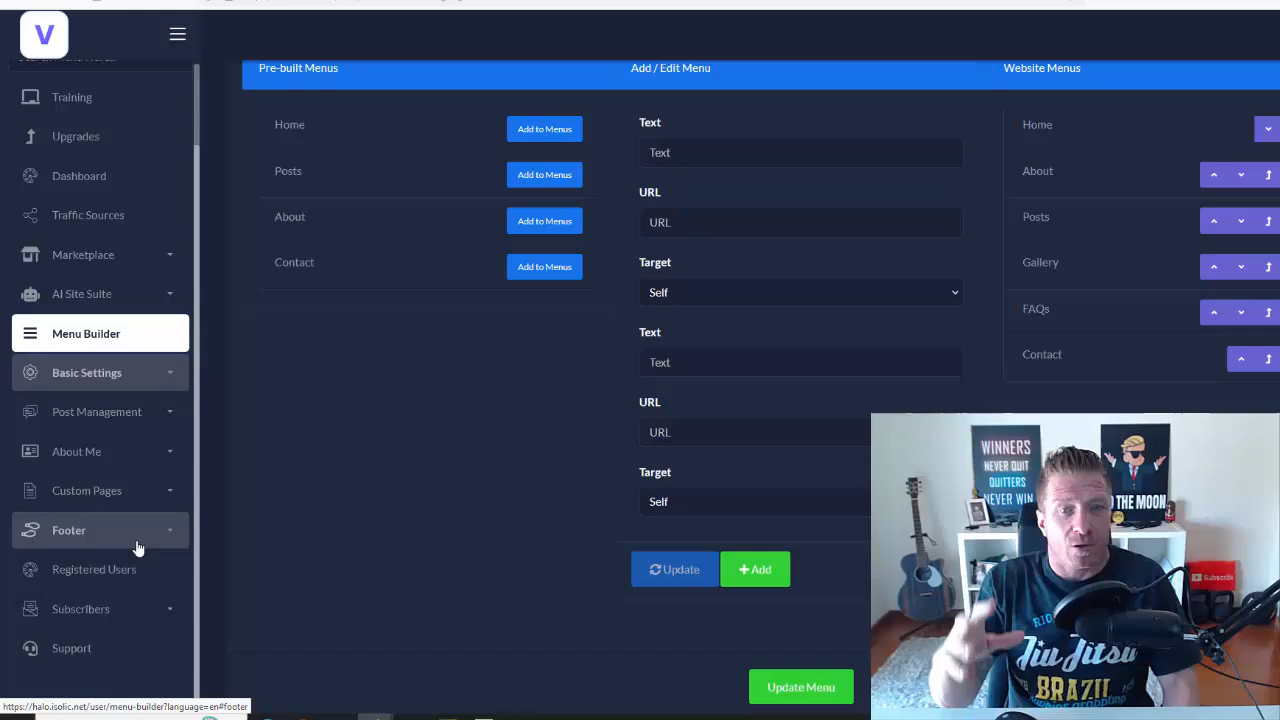 V
Training
Upgrades
Dashboard
Traffic Sources
Marketplace
AI Site Suite
Menu Builder
Basic Settings
Post Management
About Me
Custom Pages
Footer
Registered Users
Subscribers
Support
https://halo.isolic.net/user/menu-builder?language=en#footer
Pre-built Menus
Home
Add to Menus
Posts
Add to Menus
About
Add to Menus
Contact
Add to Menus
Add / Edit Menu
Text
Text
URL
URL
Target
Self
Text
Text
URL
URL
Target
Self
Update
+ Add
Update Menu
Website Menus
Home
About
Posts
Gallery
FAQs
Contact
WINNERS
NEVER QUIT
QUITTERS
NEVER WIN
THE MOON
Subscribe
RIO
Jiu Jitsu
BRAZIL